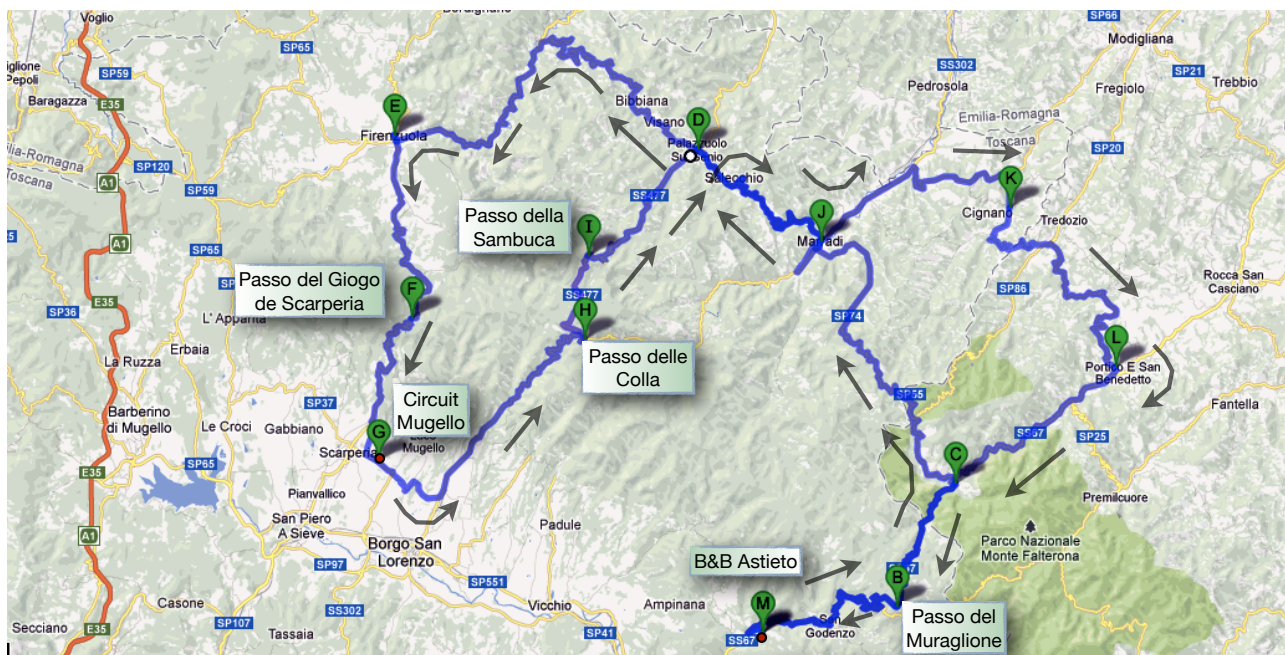 Voglio
SP59
SP65
Bordignano
SP66
Modigliana
SP21
Trebbio
Fregiolo
SS302
Pedrosola
SP20
Pepoli
Baragazza
E35
E
Firenzuola
Bibbiana
Visano
D
Palazzuolo
Salecchio
Emilia-Romagna
Toscana
Emilia-Romagna
Toscana
SP120
A1
SP59
SS477
K
Cignano
Tredozio
J
Marradi
Passo della
Sambuca
I
A1
SP65
Rocca San
Casciano
Passo del Giogo
de Scarperia
F
SS477
SP86
E35
SP36
L' Apparita
H
SP74
Erbaia
La Ruzza
Passo delle
Colla
L
Portico E San
Benedetto
Circuit
Mugello
SP37
SP55
Barberino
di Mugello
Le Croci
Gabbiano
G
Mugello
Scarperia
SS67
SP25
Fantella
E35
SP65
C
Pianvallico
Premilcuore
San Piero
A Sieve
Padule
A1
Borgo San
Lorenzo
Parco Nazionale
Monte Falterona
B&B Astieto
SP97
SP551
B
Casone
SS302
Vicchio
Ampinana
M
Passo del
Muraglione
San
Godenzo
Secciano
E35
SP107
Tassaia
SP41
SS67